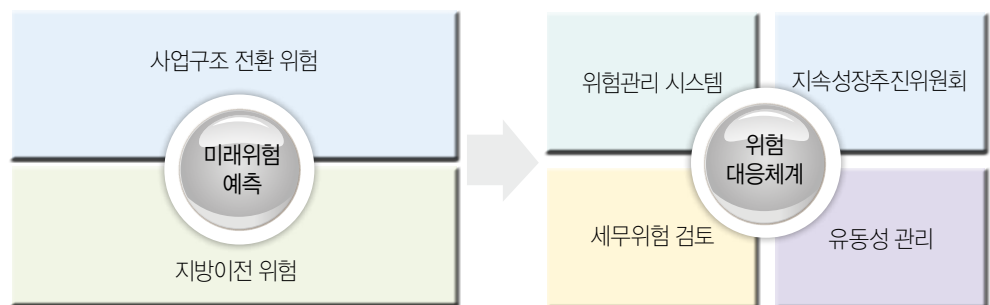 사업구조 전환 위험
미래위험
예측
지방이전 위험
위험관리 시스템
지속성장추진위원회
위험
대응체계
세무위험 검토
유동성 관리